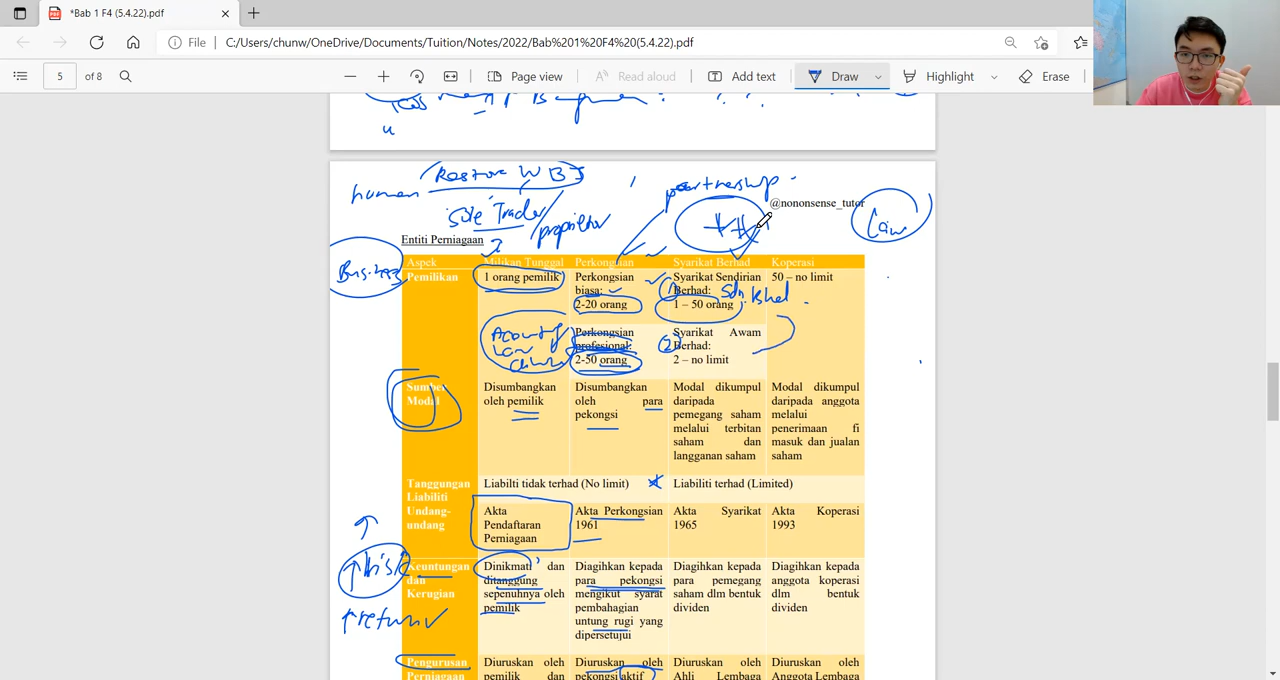 *Bab 1 F4 (5.4.22).pdf
File
C:/Users/chunw/OneDrive/Documents/Tuition/Notes/2022/Bab%201%20F4%20(5.4.22).pdf
5 of 8
Page view
Read aloud
Add text
Draw
Highlight
Erase
human
partnership
@nononsense_tutor
Law
Sole Trader/
proprietor
Entiti Perniagaan
Business
Aspek
Milikan Tunggal
Perkongsian
Syarikat Berhad
Koperasi
Pemilikan
1 orang pemilik
Perkongsian
biasa:
2-20 orang
Syarikat Sendirian
Berhad:
1 – 50 orang
50 – no limit
1
Sdn. Bhd.
Accounting
Law
Perkongsian
profesional:
2-50 orang
2
Syarikat Awam
Berhad:
2 – no limit
Sumber
Modal
Disumbangkan
oleh pemilik
Disumbangkan
oleh para
pekongsi
Modal dikumpul
daripada
pemegang saham
melalui terbitan
saham dan
langganan saham
Modal dikumpul
daripada anggota
melalui
penerimaan fi
masuk dan jualan
saham
Tanggungan
Liabiliti
Liabilti tidak terhad (No limit)
Liabiliti terhad (Limited)
Undang-
undang
Akta
Pendaftaran
Perniagaan
Akta Perkongsian
1961
Akta Syarikat
1965
Akta Koperasi
1993
↑risk
↑return
Keuntungan
dan
Kerugian
Dinikmati dan
ditanggung
sepenuhnya oleh
pemilik
Diagihkan kepada
para pekongsi
mengikut syarat
pembahagian
untung rugi yang
dipersetujui
Diagihkan kepada
para pemegang
saham dlm bentuk
dividen
Diagihkan kepada
anggota koperasi
dlm bentuk
dividen
Pengurusan
Perniagaan
Diuruskan oleh
pemilik dan
Diuruskan oleh
pekongsi aktif
Diuruskan oleh
Ahli Lembaga
Diuruskan oleh
Anggota Lembaga